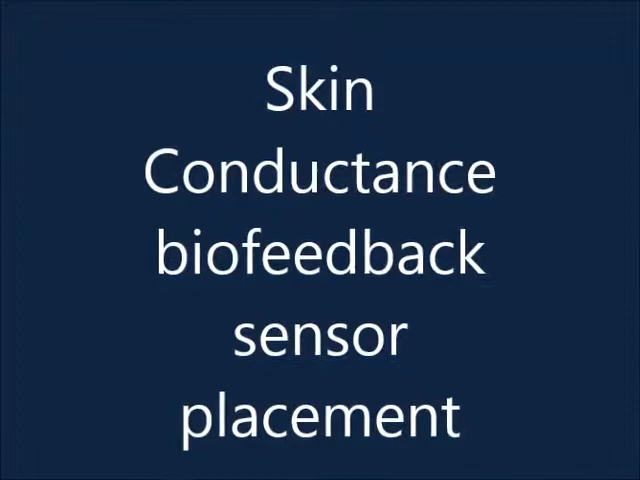 Skin
Conductance
biofeedback
sensor
placement